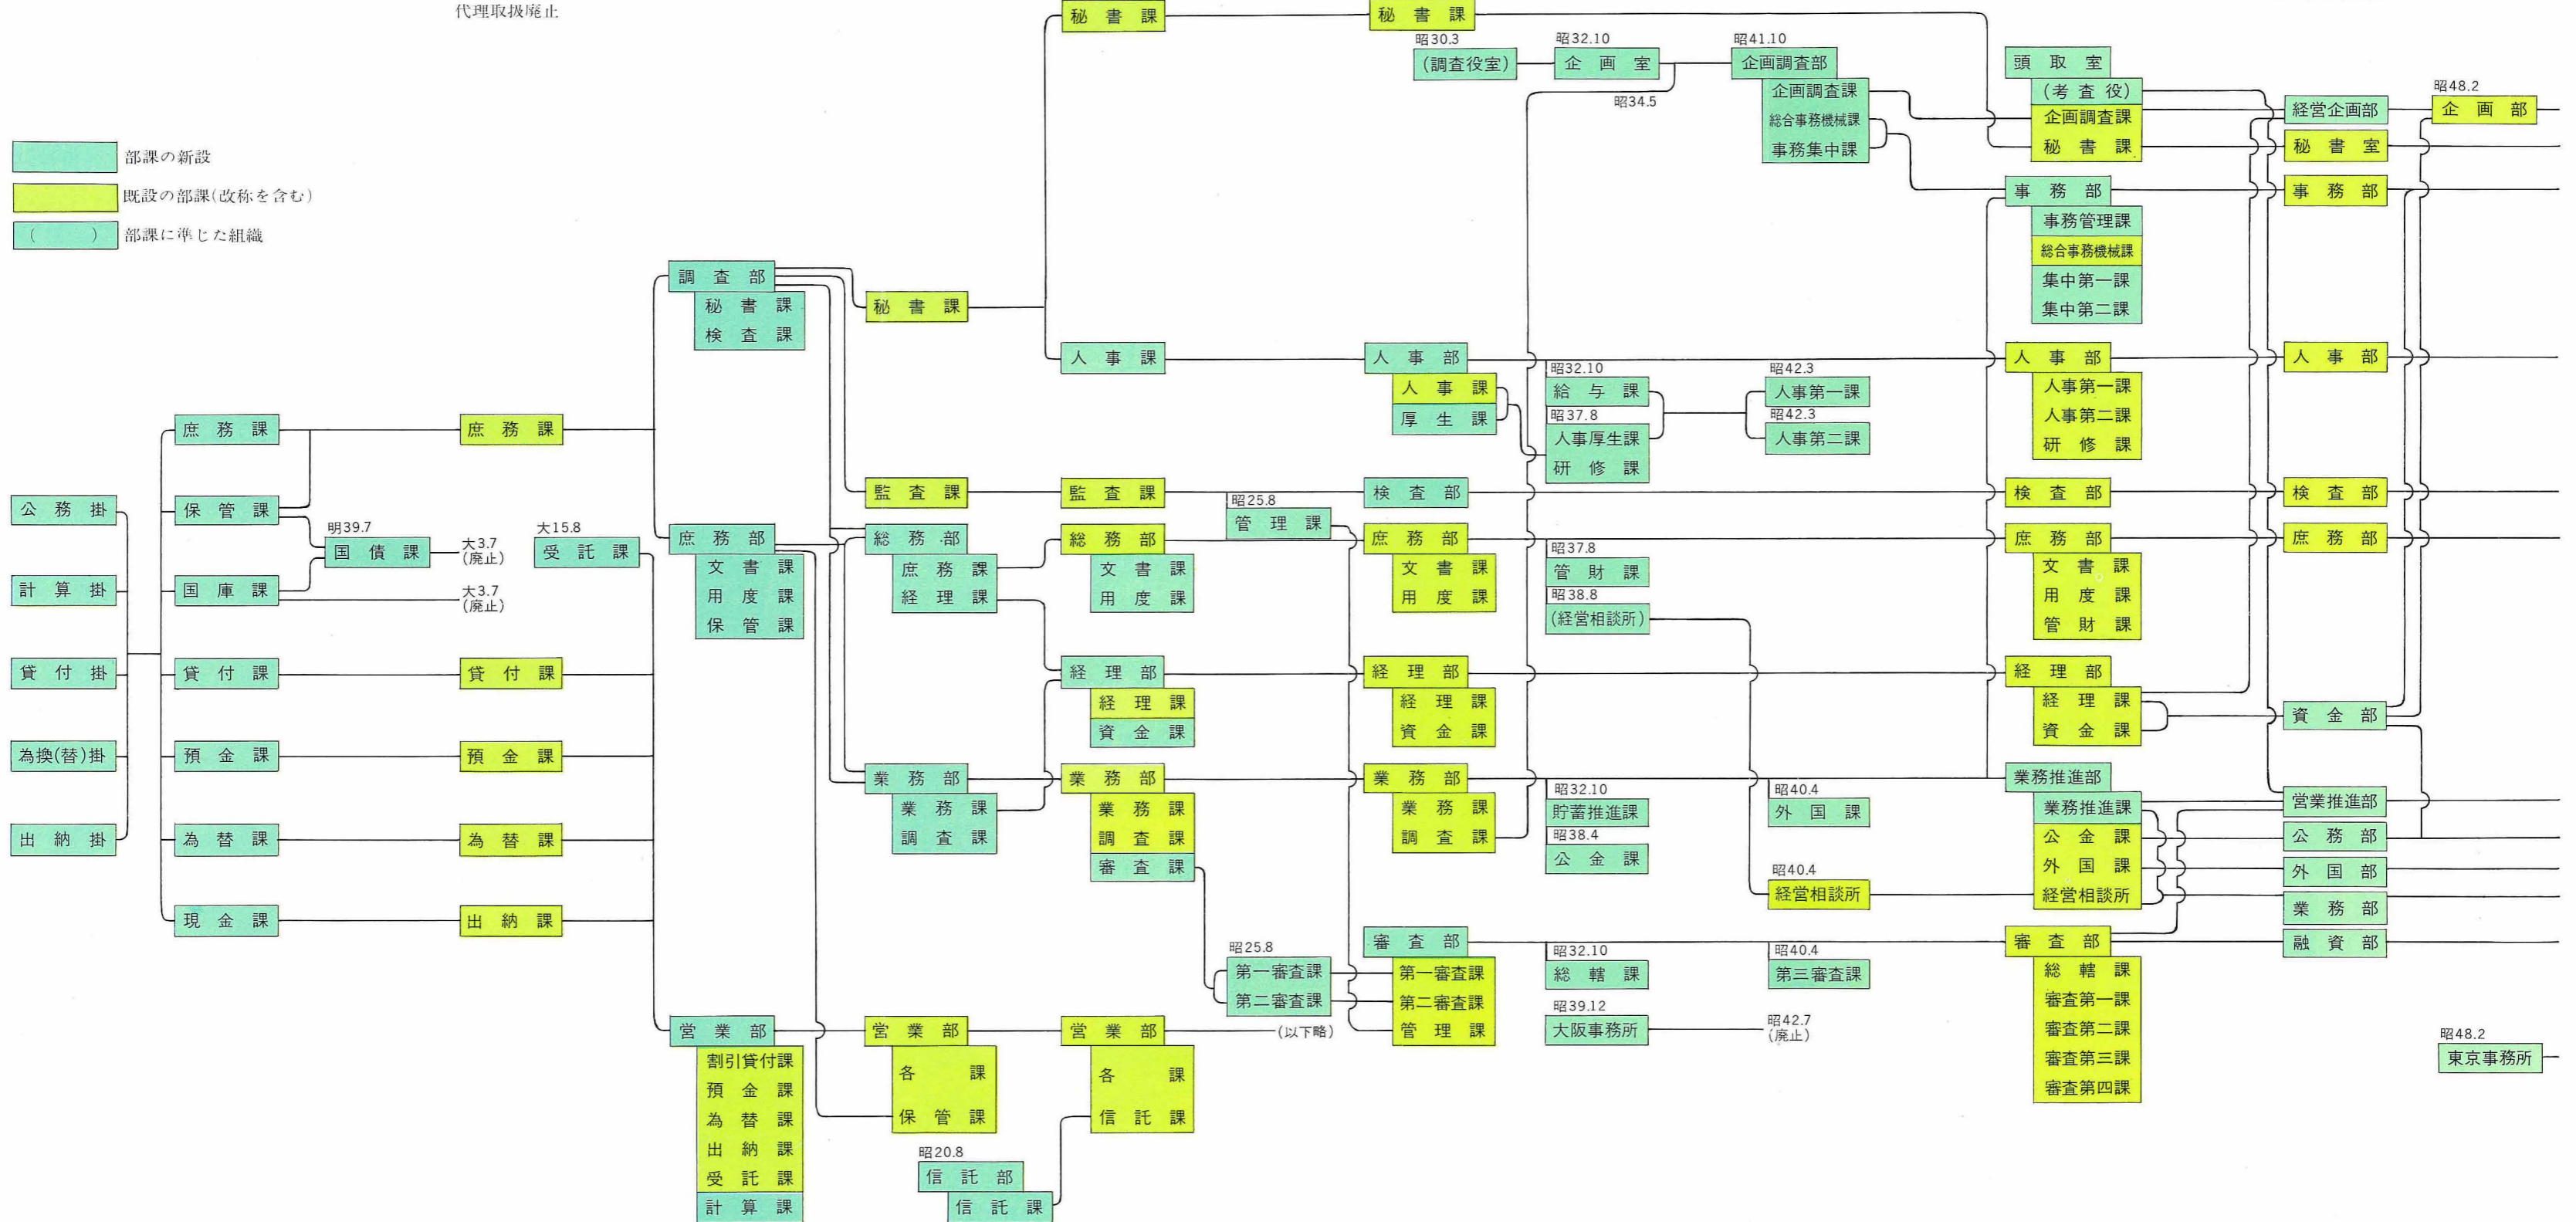 代理取扱廃止
部課の新設
既設の部課(改称を含む)
(　　)
部課に準じた組織
公務掛
計算掛
貸付掛
為換(替)掛
出納掛
庶務課
保管課
国庫課
貸付課
預金課
為替課
現金課
明39.7
国債課
大3.7
(廃止)
大3.7
(廃止)
庶務課
大15.8
受託課
貸付課
預金課
為替課
出納課
調査部
秘書課
検査課
庶務部
文書課
用度課
保管課
営業部
割引貸付課
預金課
為替課
出納課
受託課
計算課
秘書課
監査課
総務部
庶務課
経理課
業務部
業務課
調査課
営業部
各課
保管課
昭20.8
信託部
信託課
秘書課
人事課
監査課
総務部
文書課
用度課
経理部
経理課
資金課
業務部
業務課
調査課
審査課
営業部
各課
信託課
昭25.8
管理課
昭25.8
第一審査課
第二審査課
(以下略)
秘書課
人事部
人事課
厚生課
検査部
庶務部
文書課
用度課
経理部
経理課
資金課
業務部
業務課
調査課
審査部
第一審査課
第二審査課
管理課
昭30.3
(調査役室)
昭32.10
企画室
昭34.5
昭41.10
企画調査部
企画調査課
総合事務機械課
事務集中課
昭32.10
給与課
昭37.8
人事厚生課
研修課
昭42.3
人事第一課
昭42.3
人事第二課
昭37.8
管財課
昭38.8
(経営相談所)
昭32.10
貯蓄推進課
昭38.4
公金課
昭40.4
外国課
昭40.4
経営相談所
昭32.10
総轄課
昭40.4
第三審査課
昭39.12
大阪事務所
昭42.7
(廃止)
頭取室
(考査役)
企画調査課
秘書課
事務部
事務管理課
総合事務機械課
集中第一課
集中第二課
人事部
人事第一課
人事第二課
研修課
検査部
庶務部
文書課
用度課
管財課
経理部
経理課
資金課
業務推進部
業務推進課
公金課
外国課
経営相談所
審査部
総轄課
審査第一課
審査第二課
審査第三課
審査第四課
経営企画部
秘書室
事務部
人事部
検査部
庶務部
資金部
営業推進部
公務部
外国部
業務部
融資部
昭48.2
企画部
昭48.2
東京事務所